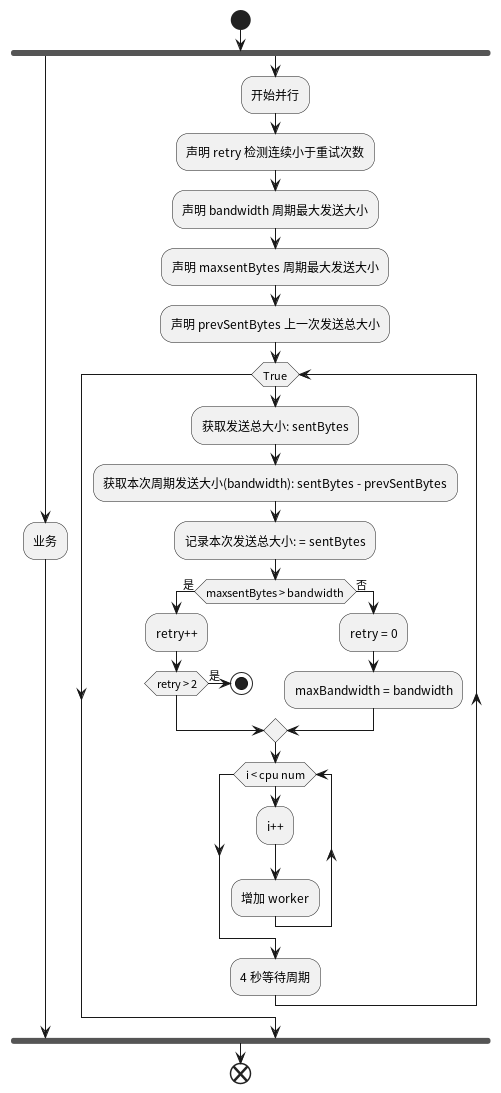 开始并行
声明 retry 检测连续小于重试次数
声明 bandwidth 周期最大发送大小
声明 maxsentBytes 周期最大发送大小
声明 prevSentBytes 上一次发送总大小
True
获取发送总大小: sentBytes
获取本次周期发送大小(bandwidth): sentBytes - prevSentBytes
业务
记录本次发送总大小: = sentBytes
是
maxsentBytes > bandwidth
否
retry++
retry = 0
retry > 2
是
maxBandwidth = bandwidth
i < cpu num
i++
增加 worker
4 秒等待周期